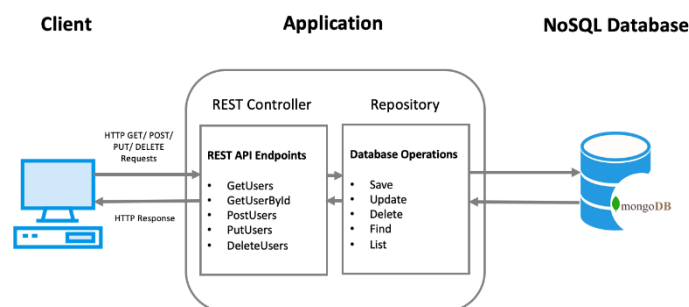 Client
Application
NoSQL Database
REST Controller
Repository
HTTP GET/ POST/
PUT/ DELETE
Requests
HTTP Response
REST API Endpoints
• GetUsers
• GetUserById
• PostUsers
• PutUsers
• DeleteUsers
Database Operations
• Save
• Update
• Delete
• Find
• List
mongoDB